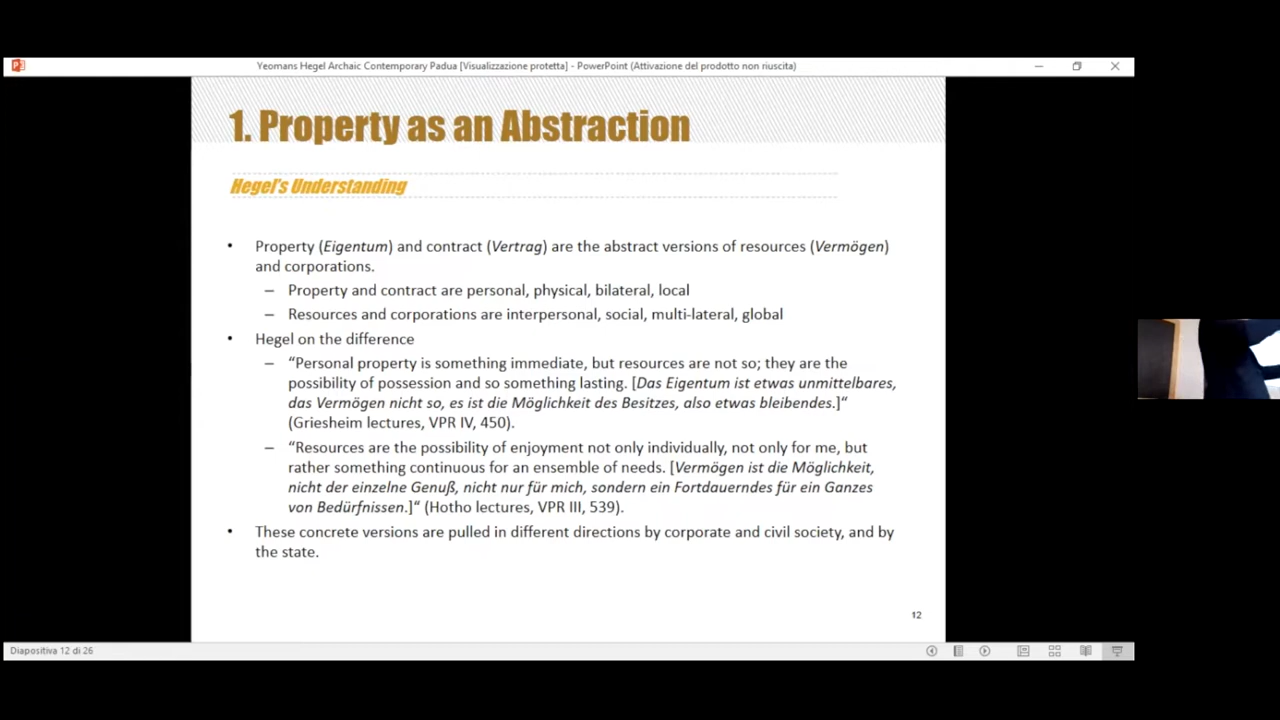 Yeomans Hegel Archaic Contemporary Padua [Visualizzazione protetta] - PowerPoint (Attivazione del prodotto non riuscita)
1. Property as an Abstraction
Hegel's Understanding
• Property (Eigentum) and contract (Vertrag) are the abstract versions of resources (Vermögen)
and corporations.
– Property and contract are personal, physical, bilateral, local
– Resources and corporations are interpersonal, social, multi-lateral, global
• Hegel on the difference
– “Personal property is something immediate, but resources are not so; they are the
possibility of possession and so something lasting. [Das Eigentum ist etwas unmittelbares,
das Vermögen nicht so, es ist die Möglichkeit des Besitzes, also etwas bleibendes.]“
(Griesheim lectures, VPR IV, 450).
– “Resources are the possibility of enjoyment not only individually, not only for me, but
rather something continuous for an ensemble of needs. [Vermögen ist die Möglichkeit,
nicht der einzelne Genuß, nicht nur für mich, sondern ein Fortdauerndes für ein Ganzes
von Bedürfnissen.]“ (Hotho lectures, VPR III, 539).
• These concrete versions are pulled in different directions by corporate and civil society, and by
the state.
12
Diapositiva 12 di 26